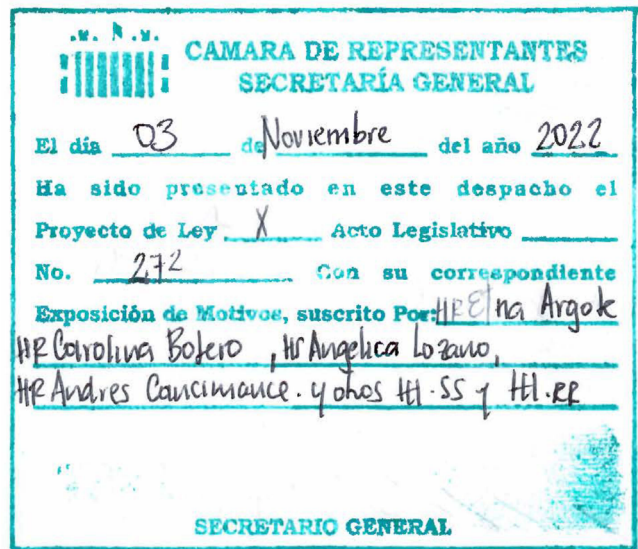 CAMARA DE REPRESENTANTES
SECRETARÍA GENERAL
El día 03 de Noviembre del año 2022
Ha sido presentado en este despacho el
Proyecto de Ley X Acto Legislativo
No. 272 Con su correspondiente
Exposición de Motivos, suscrito Por: HR Etna Argote
HR Carolina Botero, HS Angelica Lozano,
HR Andres Cancimance. y otros HH.SS y HH.RR
SECRETARIO GENERAL